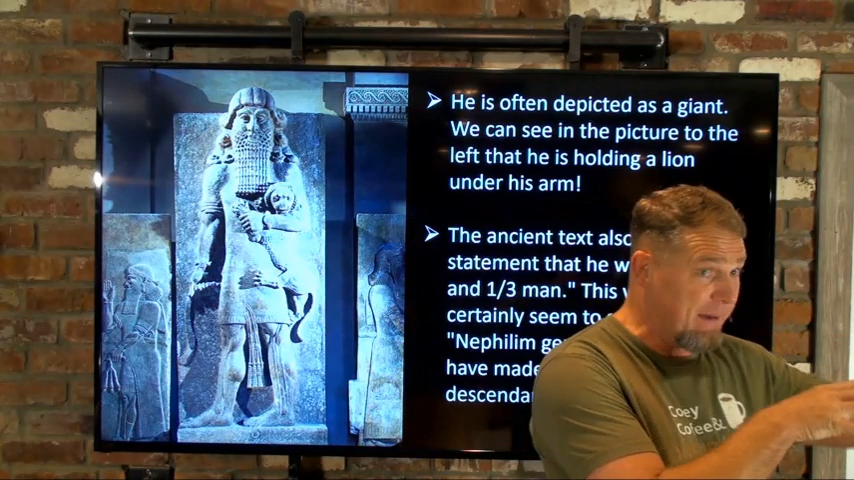 ➢ He is often depicted as a giant.
We can see in the picture to the
left that he is holding a lion
under his arm!
➢ The ancient text also
statement that he
and 1/3 man." This
certainly seem to
"Nephilim
have made
Coey
Coffee &